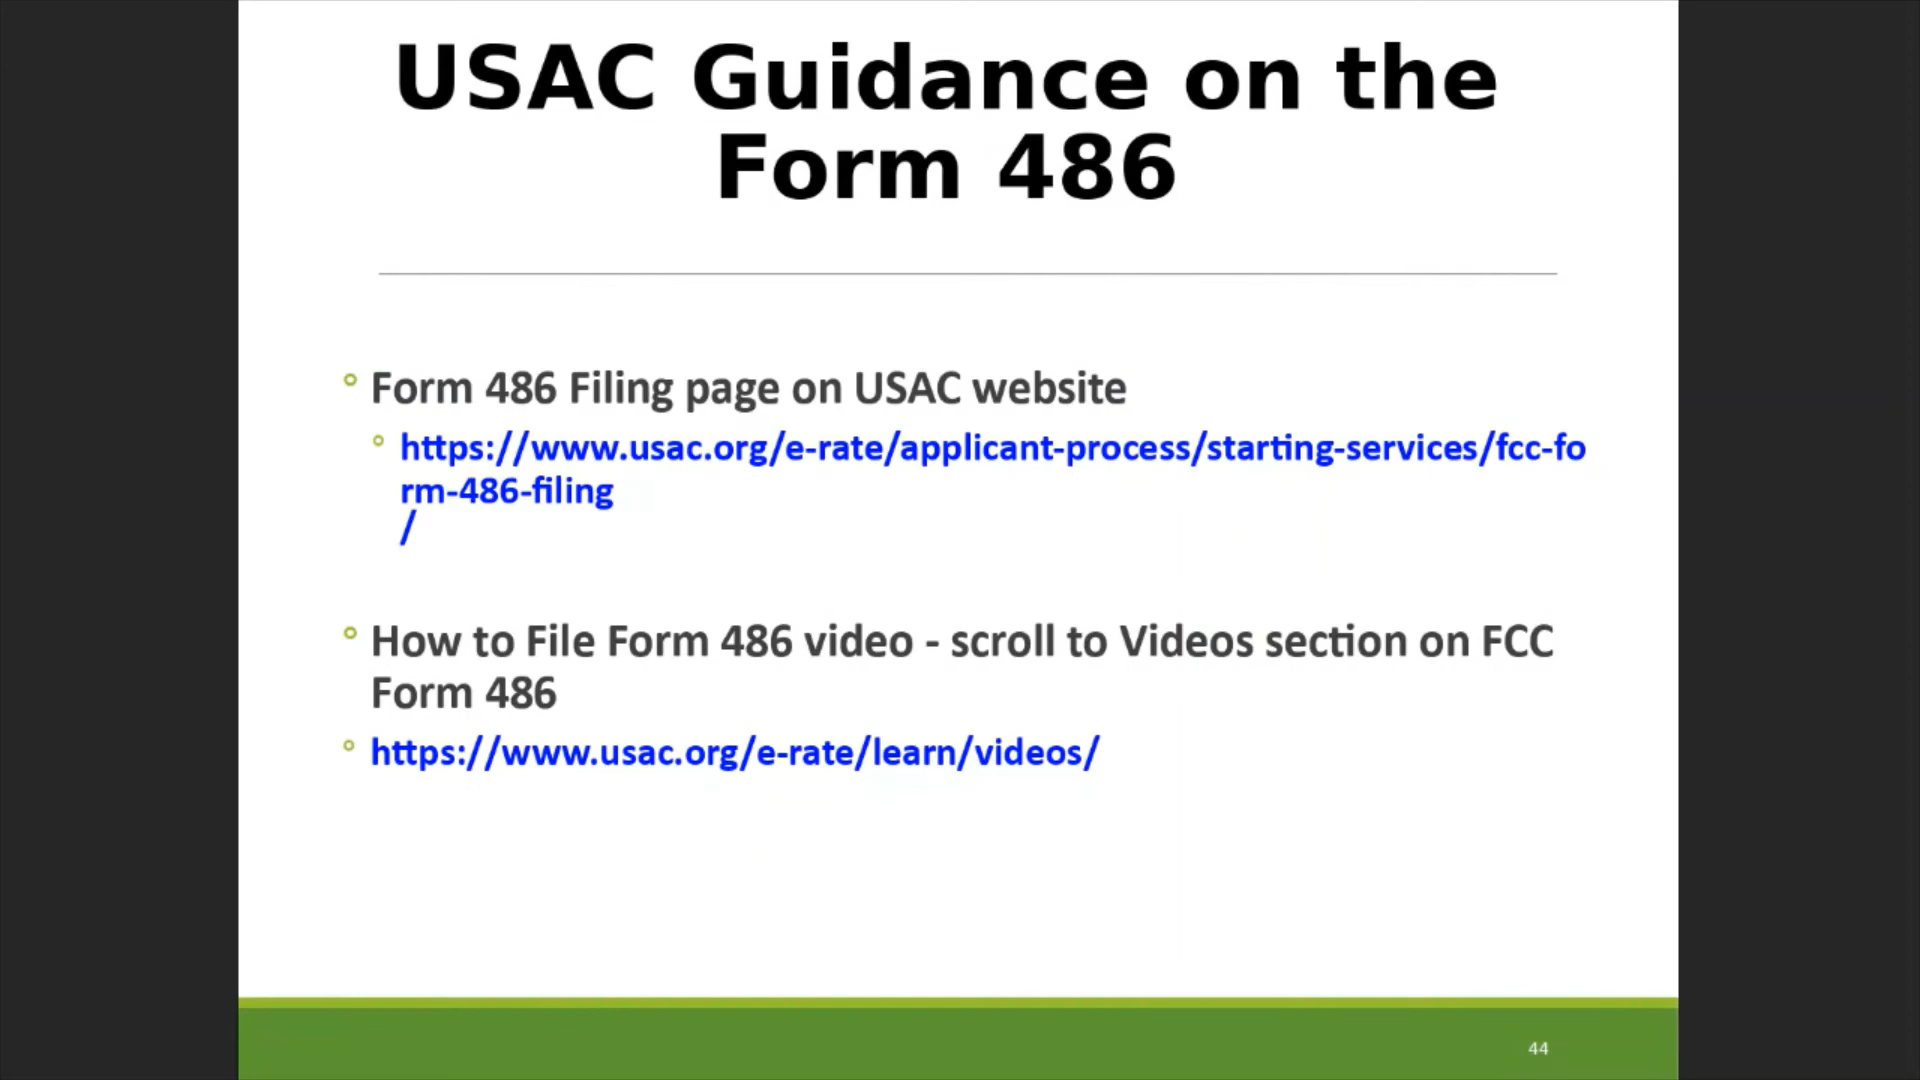 USAC Guidance on the
Form 486
Form 486 Filing page on USAC website
https://www.usac.org/e-rate/applicant-process/starting-services/fcc-fo
rm-486-filing
/
How to File Form 486 video - scroll to Videos section on FCC
Form 486
https://www.usac.org/e-rate/learn/videos/
44